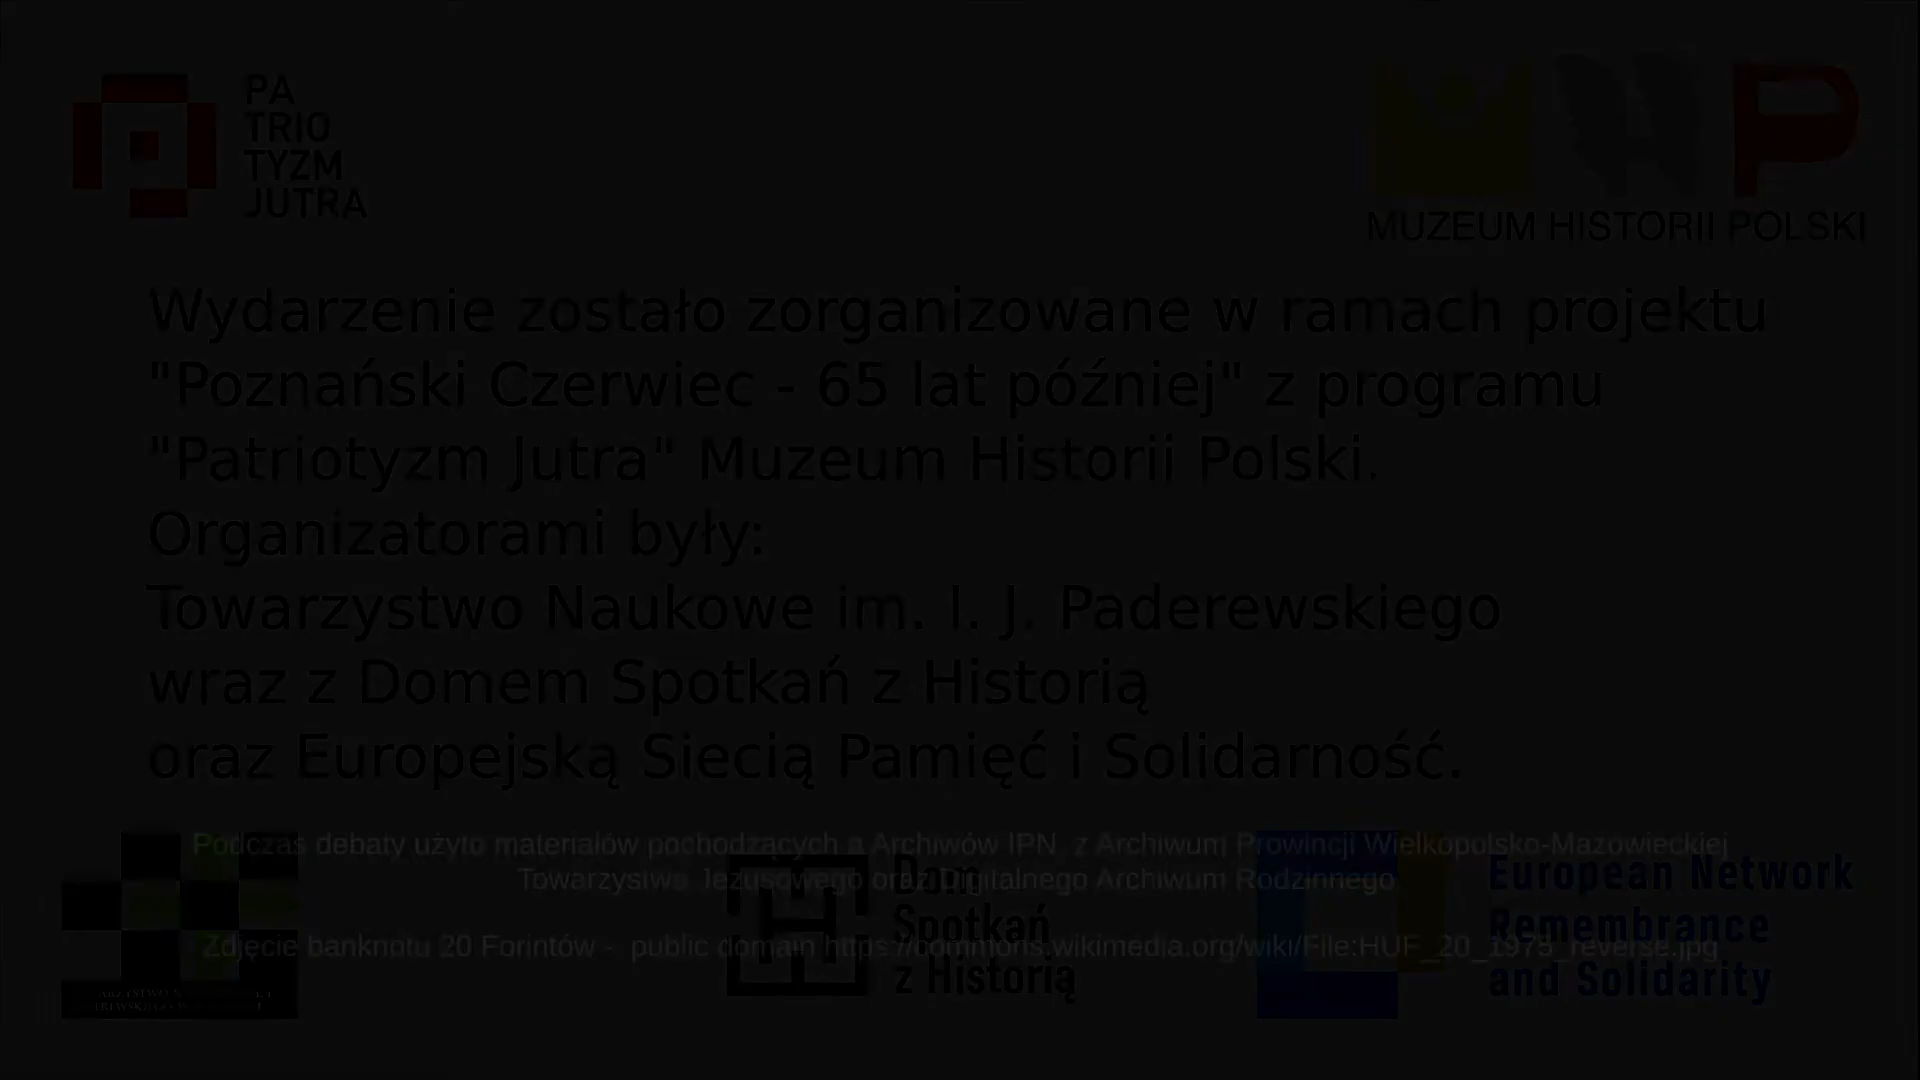 PA
TRIO
TYZM
JUTRA
MUZEUM HISTORII POLSKI
Wydarzenie zostało zorganizowane w ramach projektu
"Poznański Czerwiec - 65 lat później" z programu
"Patriotyzm Jutra" Muzeum Historii Polski.
Organizatorami były:
Towarzystwo Naukowe im. I. J. Paderewskiego
wraz z Domem Spotkań z Historią
oraz Europejską Siecią Pamięć i Solidarność.
Podczas debaty użyto materiałów pochodzących z Archiwów IPN, z Archiwum Prowincji Wielkopolsko-Mazowieckiej
Towarzystwa Jezusowego oraz Digitalnego Archiwum Rodzinnego
Zdjęcie banknotu 20 Forintów - public domain https://commons.wikimedia.org/wiki/File:HUF_20_1975_reverse.jpg
Dom
Spotkań
z Historią
European Network
Remembrance
and Solidarity